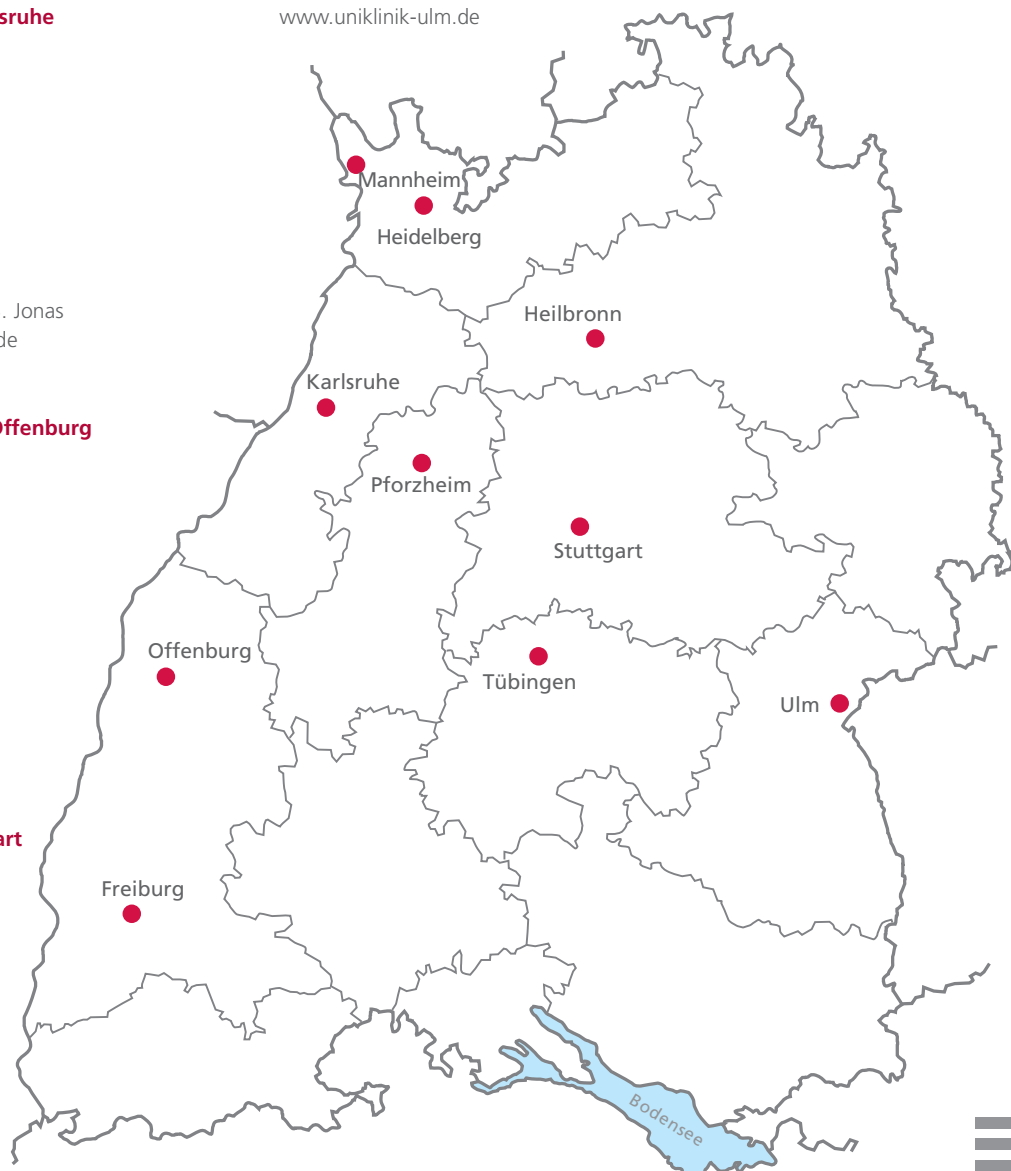 sruhe
www.uniklinik-ulm.de
Mannheim
Heidelberg
. Jonas
Heilbronn
de
Karlsruhe
Offenburg
Pforzheim
Stuttgart
Offenburg
Tübingen
Ulm
art
Freiburg
Bodensee